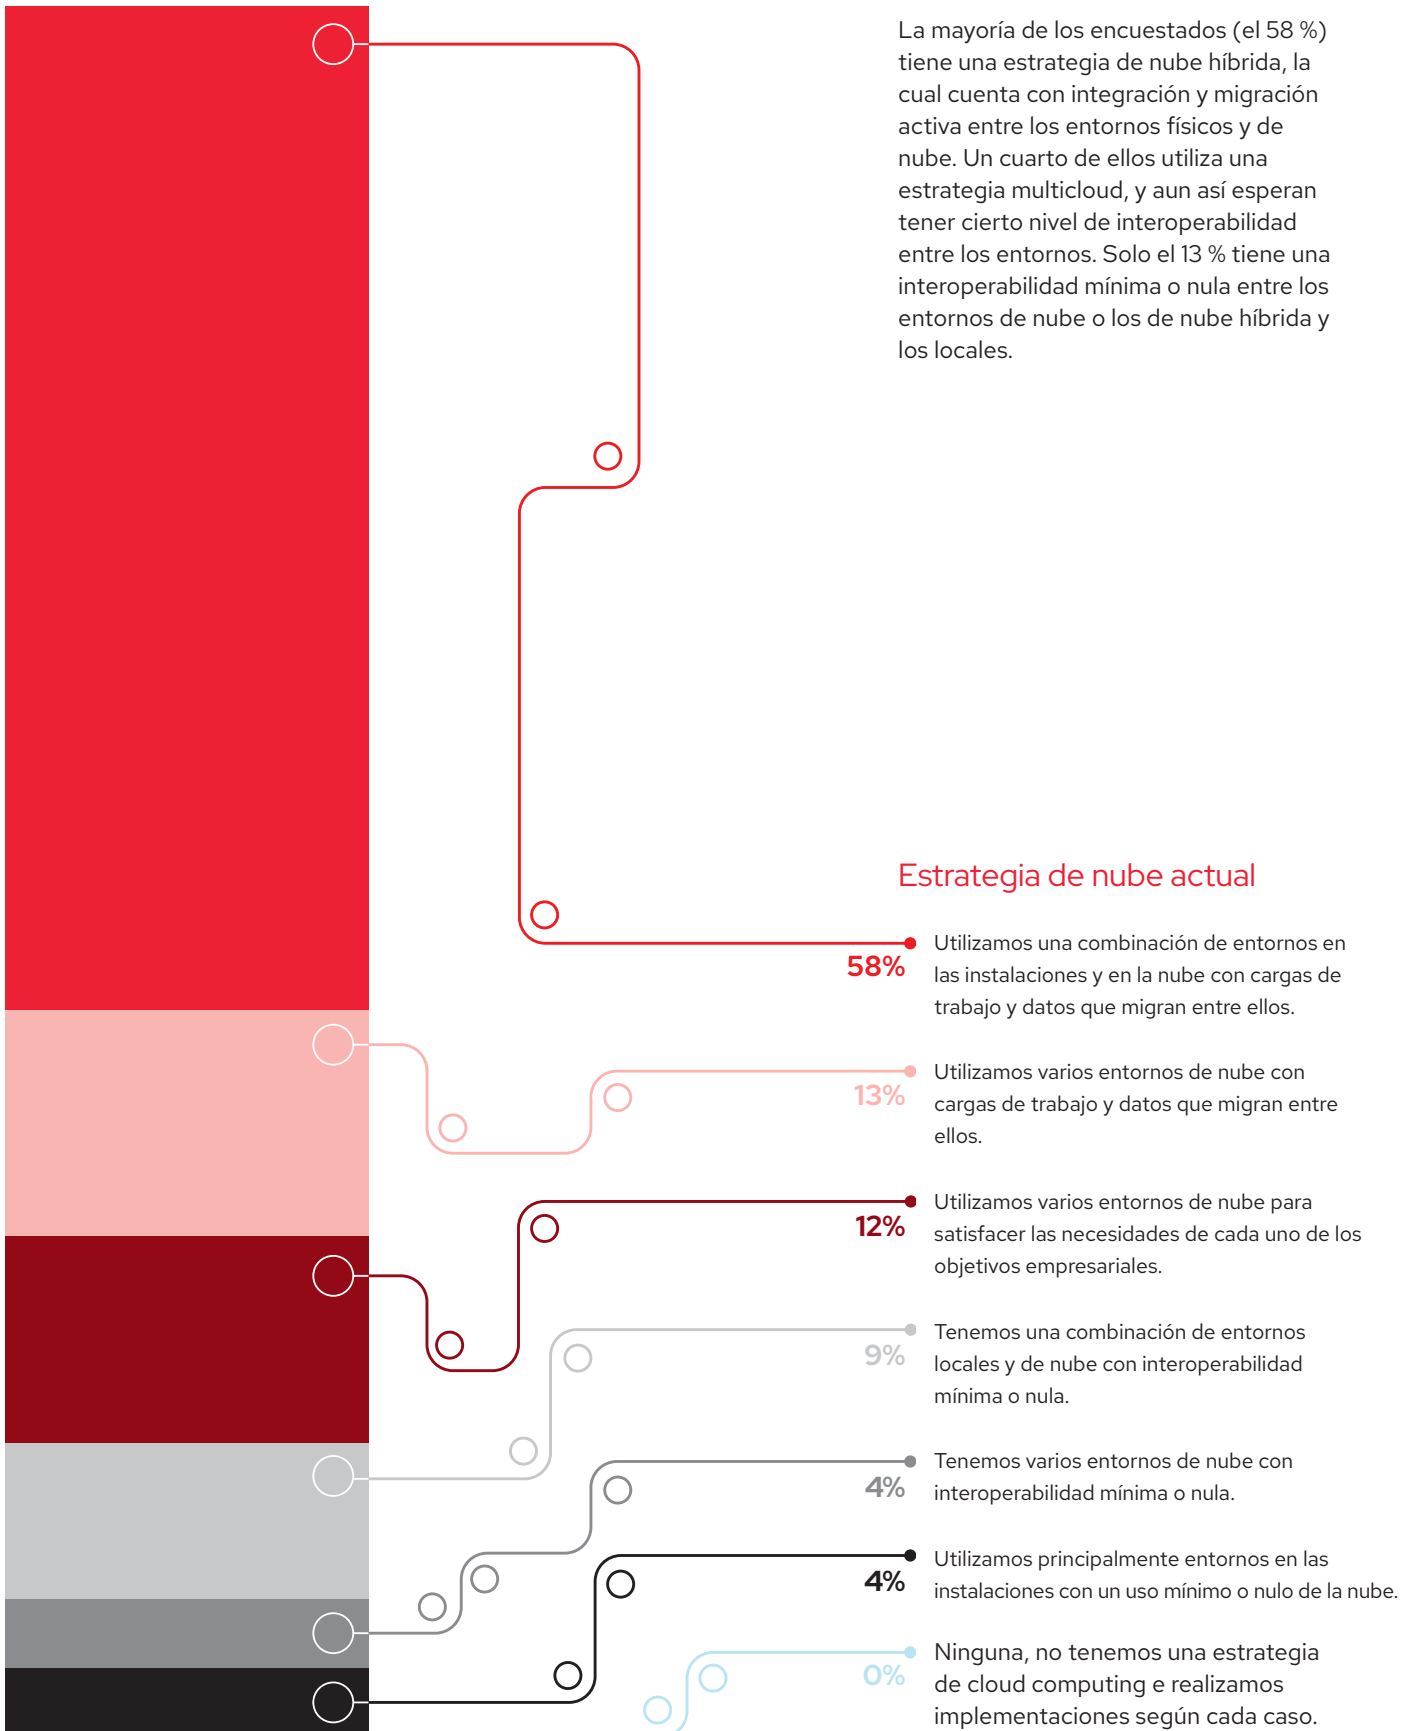 La mayoría de los encuestados (el 58 %)
tiene una estrategia de nube híbrida, la
cual cuenta con integración y migración
activa entre los entornos físicos y de
nube. Un cuarto de ellos utiliza una
estrategia multicloud, y aun así esperan
tener cierto nivel de interoperabilidad
entre los entornos. Solo el 13 % tiene una
interoperabilidad mínima o nula entre los
entornos de nube o los de nube híbrida y
los locales.
Estrategia de nube actual
58%
Utilizamos una combinación de entornos en
las instalaciones y en la nube con cargas de
trabajo y datos que migran entre ellos.
13%
Utilizamos varios entornos de nube con
cargas de trabajo y datos que migran entre
ellos.
12%
Utilizamos varios entornos de nube para
satisfacer las necesidades de cada uno de los
objetivos empresariales.
9%
Tenemos una combinación de entornos
locales y de nube con interoperabilidad
mínima o nula.
4%
Tenemos varios entornos de nube con
interoperabilidad mínima o nula.
4%
Utilizamos principalmente entornos en las
instalaciones con un uso mínimo o nulo de la nube.
0%
Ninguna, no tenemos una estrategia
de cloud computing e realizamos
implementaciones según cada caso.